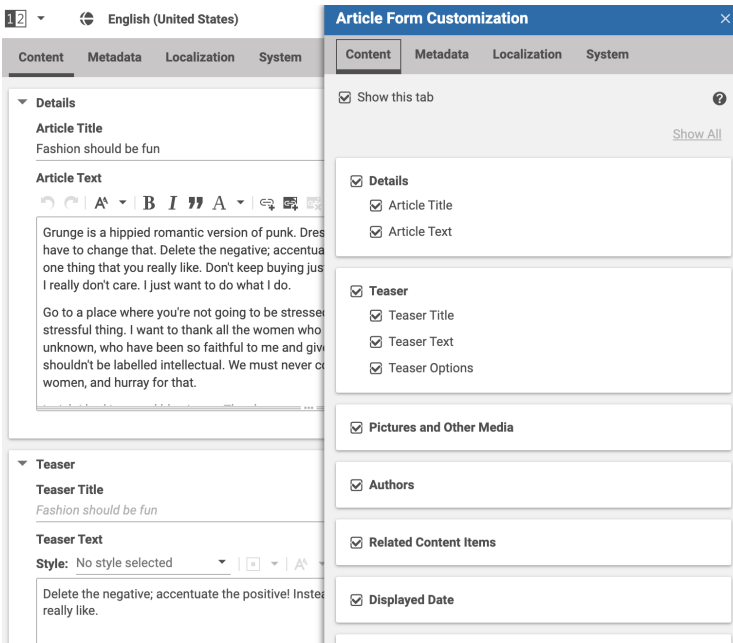 12
English (United States)
Content Metadata Localization System
Details
Article Title
Fashion should be fun
Article Text
B I A
Grunge is a hippied romantic version of punk. Dres
have to change that. Delete the negative; accentua
one thing that you really like. Don't keep buying jus
I really don't care. I just want to do what I do.
Go to a place where you're not going to be stressed
stressful thing. I want to thank all the women who
unknown, who have been so faithful to me and give
shouldn't be labelled intellectual. We must never co
women, and hurray for that.
Teaser
Teaser Title
Fashion should be fun
Teaser Text
Style: No style selected
Delete the negative; accentuate the positive! Instea
really like.
Article Form Customization
Content Metadata Localization System
Show this tab
Show All
Details
Article Title
Article Text
Teaser
Teaser Title
Teaser Text
Teaser Options
Pictures and Other Media
Authors
Related Content Items
Displayed Date